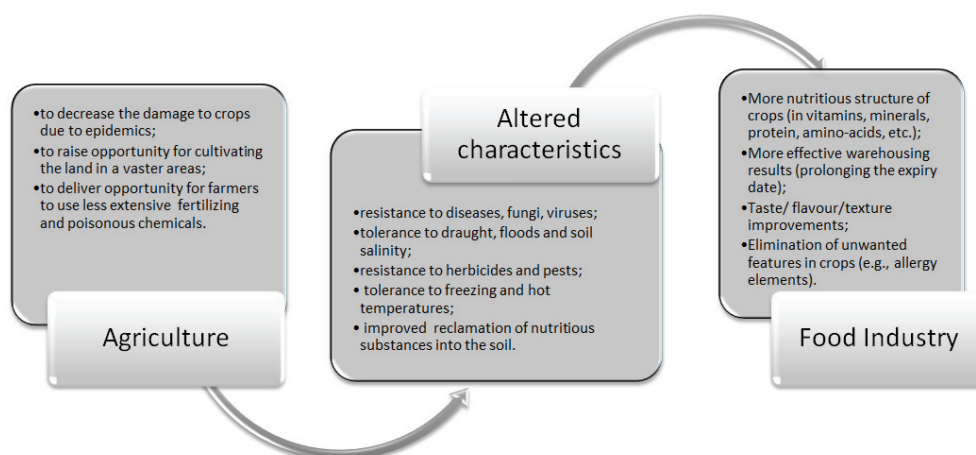 •to decrease the damage to crops
due to epidemics;
•to raise opportunity for cultivating
the land in a vaster areas;
•to deliver opportunity for farmers
to use less extensive fertilizing
and poisonous chemicals.
Agriculture
Altered
characteristics
•resistance to diseases, fungi, viruses;
•tolerance to draught, floods and soil
salinity;
•resistance to herbicides and pests;
• tolerance to freezing and hot
temperatures;
• improved reclamation of nutritious
substances into the soil.
•More nutritious structure of
crops (in vitamins, minerals,
protein, amino-acids, etc.);
•More effective warehousing
results (prolonging the expiry
date);
•Taste/ flavour/texture
improvements;
•Elimination of unwanted
features in crops (e.g., allergy
elements).
Food Industry